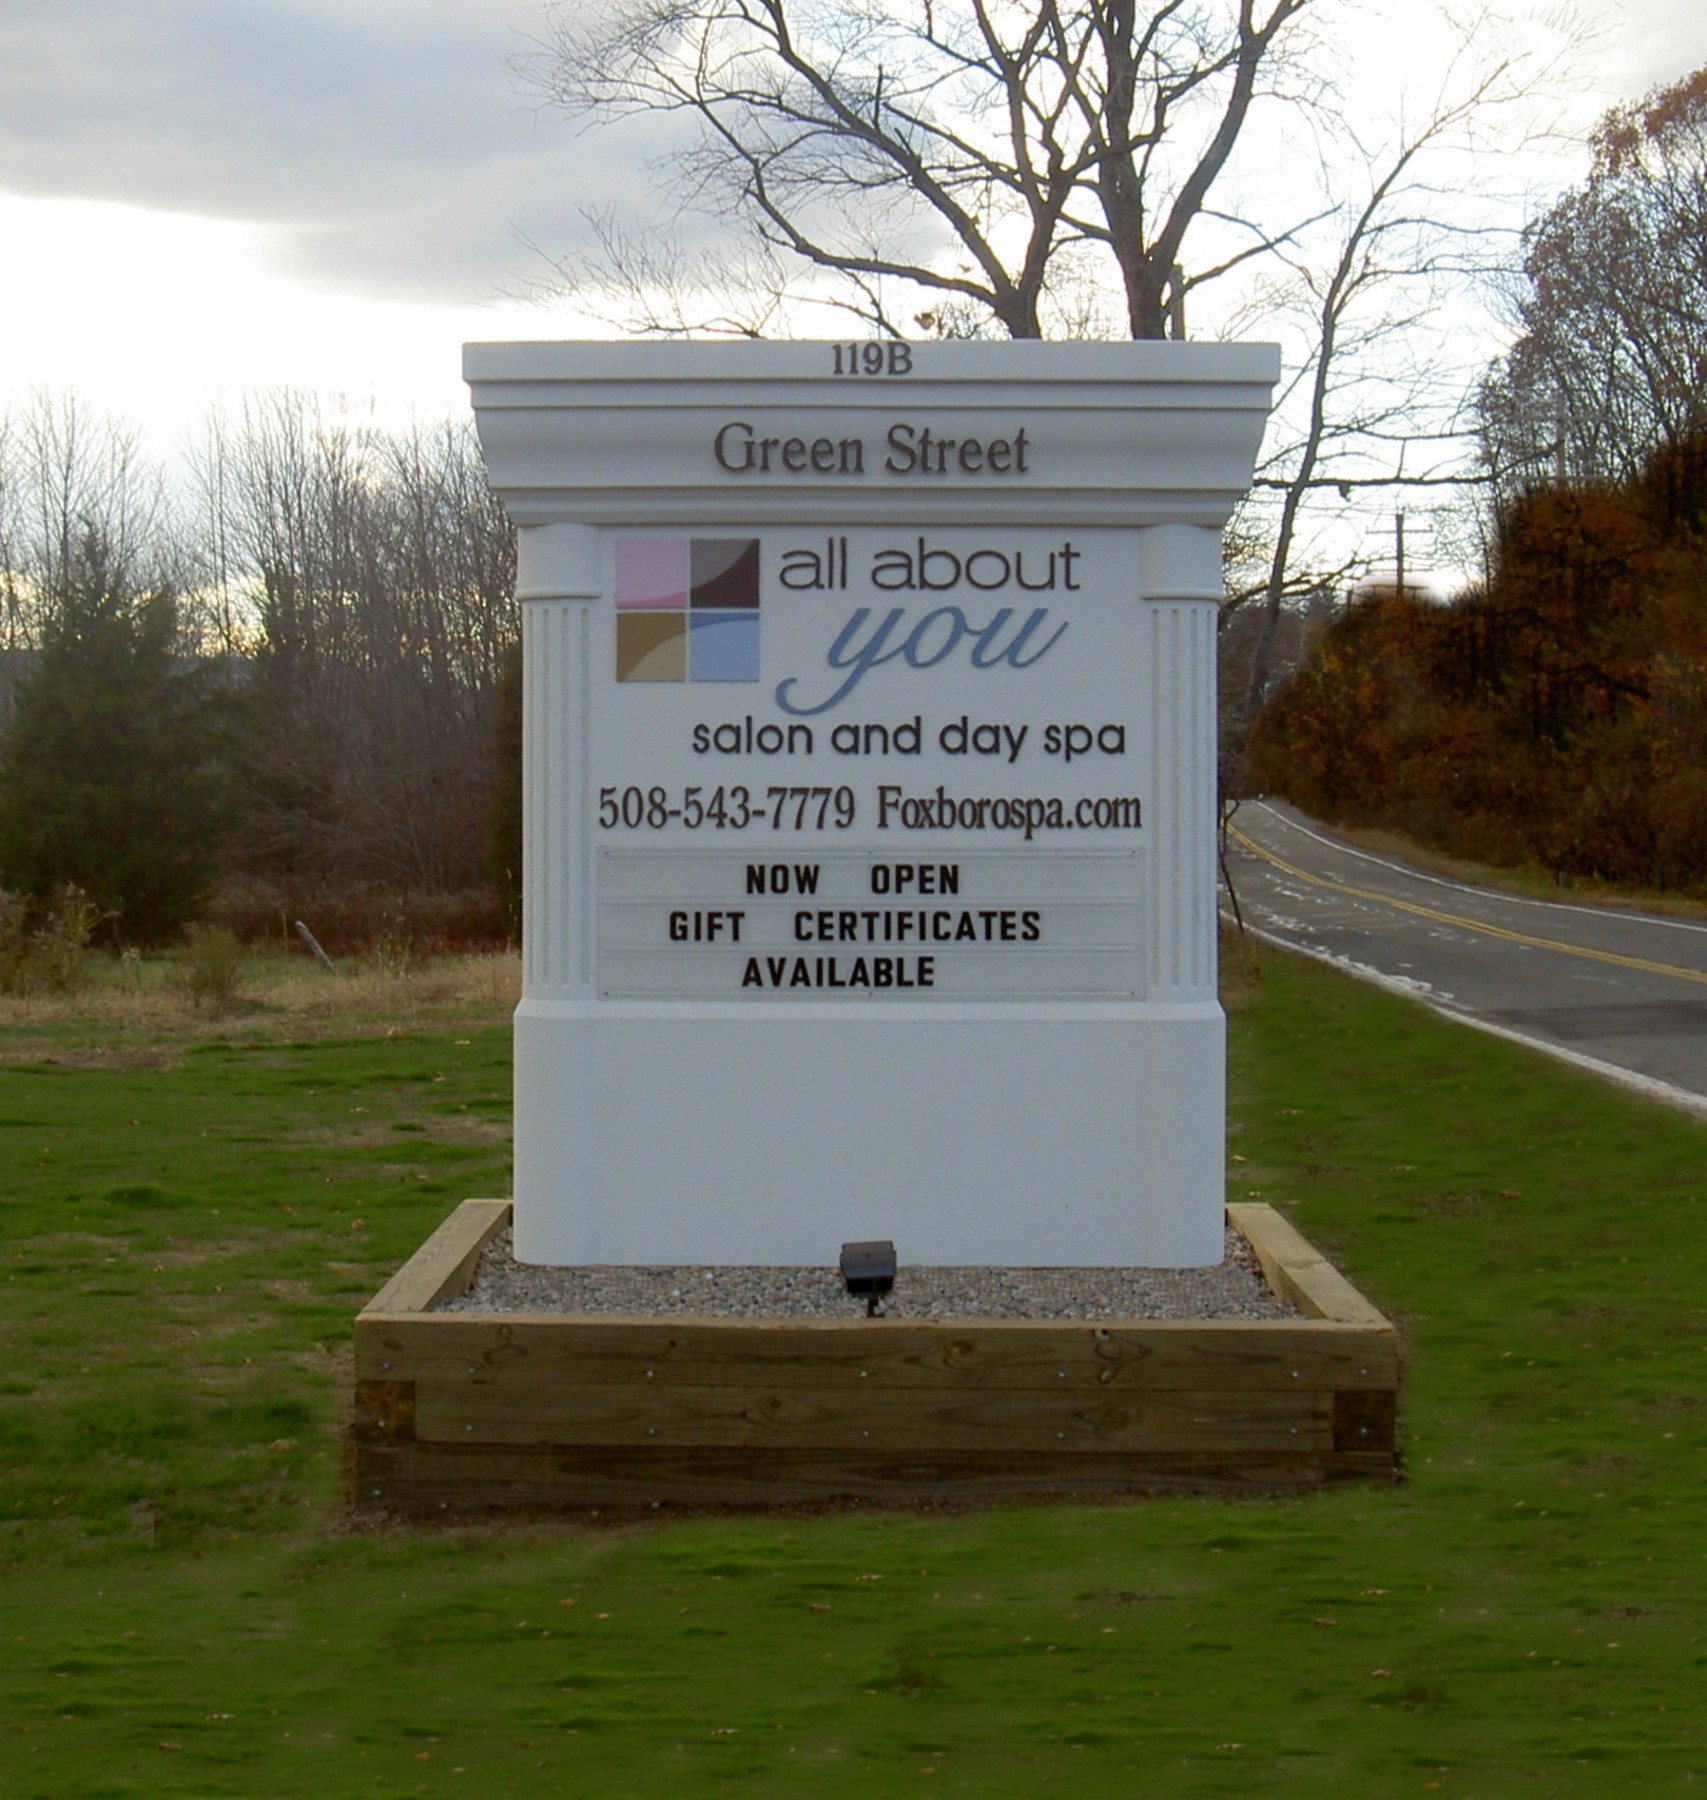 119B
Green Street
all about
you
salon and day spa
508-543-7779 Foxborospa.com
NOW OPEN
GIFT CERTIFICATES
AVAILABLE